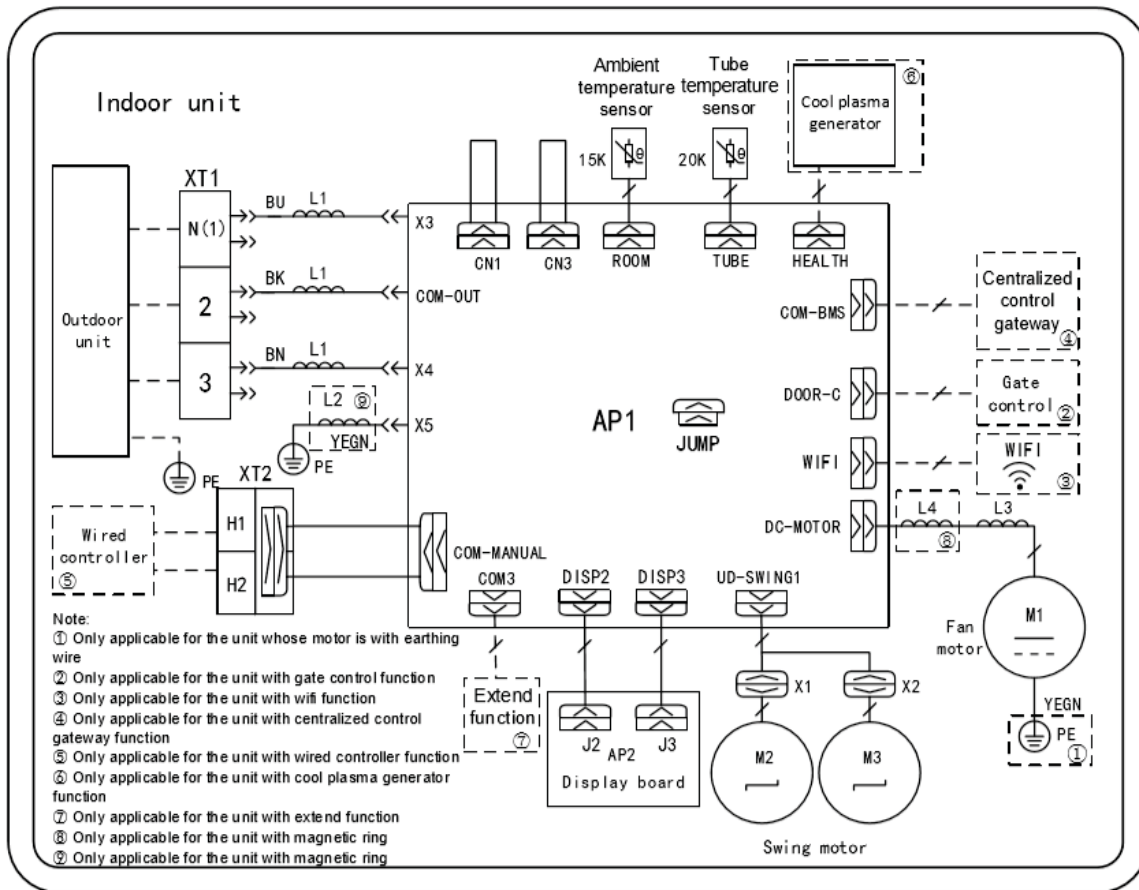 Indoor unit
Ambient
temperature
sensor
Tube
temperature
sensor
Cool plasma
generator
⑥
15K
θ
20K
θ
XT1
N(1)
2
3
Outdoor
unit
BU
L1
X3
BK
L1
COM-OUT
BN
L1
X4
L2
⑨
X5
YEGN
PE
PE
CN1
CN3
ROOM
TUBE
HEALTH
COM-BMS
Centralized
control
gateway
④
DOOR-C
Gate
control
②
WIFI
WIFI
③
AP1
JUMP
DC-MOTOR
L4
⑧
L3
XT2
H1
H2
Wired
controller
⑤
COM-MANUAL
COM3
DISP2
DISP3
UD-SWING1
Extend
function
⑦
J2
J3
AP2
Display board
X1
X2
M2
M3
Swing motor
Fan
motor
M1
YEGN
PE
①
Note:
① Only applicable for the unit whose motor is with earthing
wire
② Only applicable for the unit with gate control function
③ Only applicable for the unit with wifi function
④ Only applicable for the unit with centralized control
gateway function
⑤ Only applicable for the unit with wired controller function
⑥ Only applicable for the unit with cool plasma generator
function
⑦ Only applicable for the unit with extend function
⑧ Only applicable for the unit with magnetic ring
⑨ Only applicable for the unit with magnetic ring